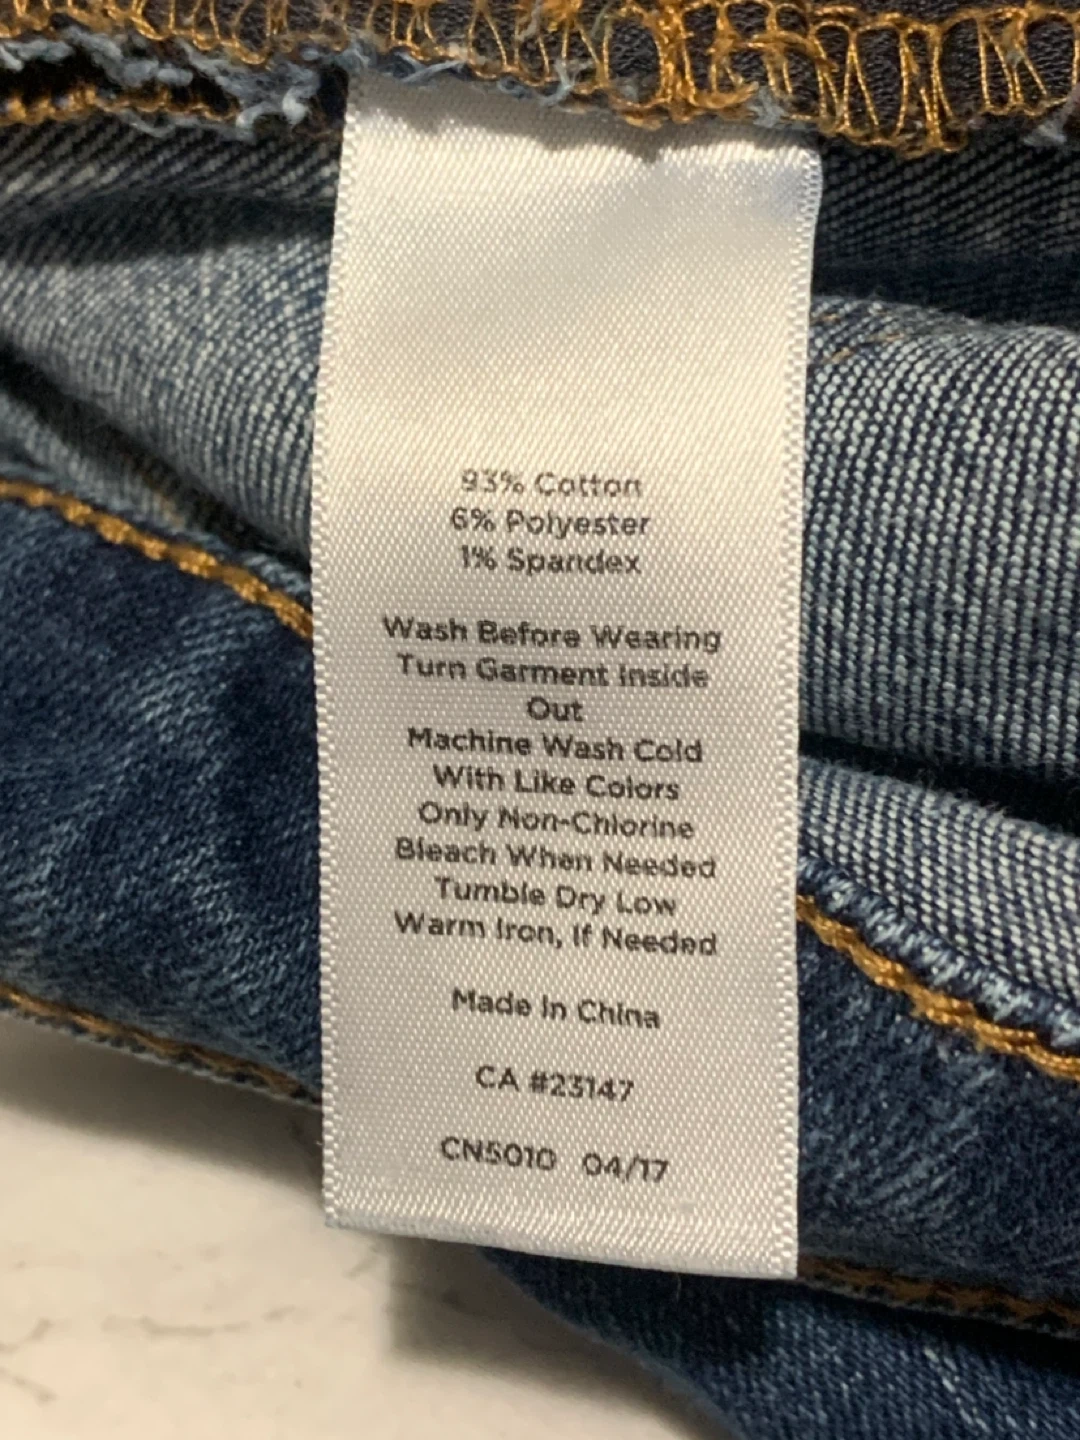 93% Cotton
6% Polyester
1% Spandex
Wash Before Wearing
Turn Garment Inside
Out
Machine Wash Cold
With Like Colors
Only Non-Chlorine
Bleach When Needed
Tumble Dry Low
Warm Iron, If Needed
Made In China
CA #23147
CN5010 04/17